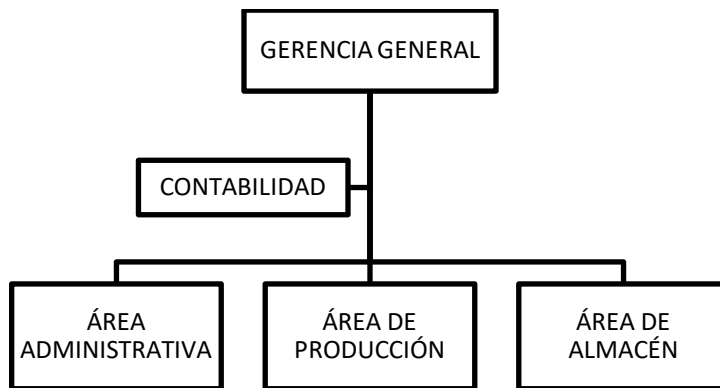 GERENCIA GENERAL
CONTABILIDAD
ÁREA
ADMINISTRATIVA
ÁREA DE
PRODUCCIÓN
ÁREA DE
ALMACÉN